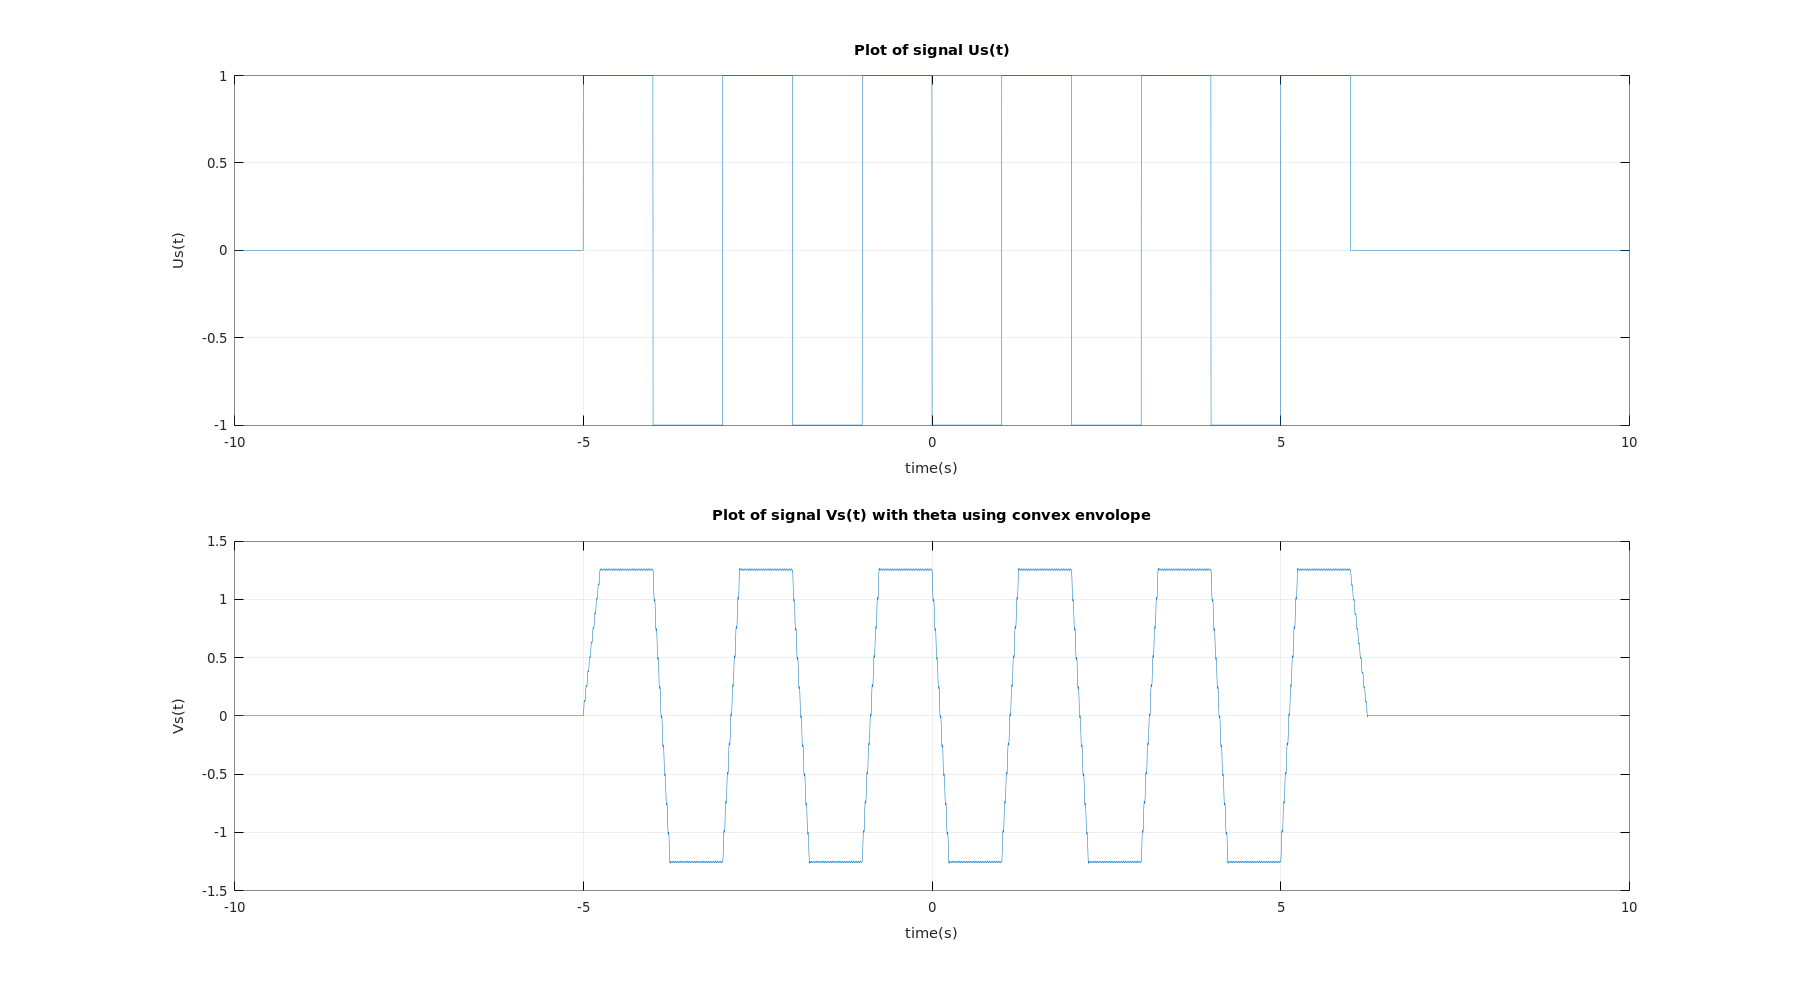 Plot of signal Us(t)
1
0.5
0
-0.5
-1
Us(t)
-10 -5 0 5 10
time(s)
Plot of signal Vs(t) with theta using convex envolope
1.5
1
0.5
0
-0.5
-1
-1.5
Vs(t)
-10 -5 0 5 10
time(s)